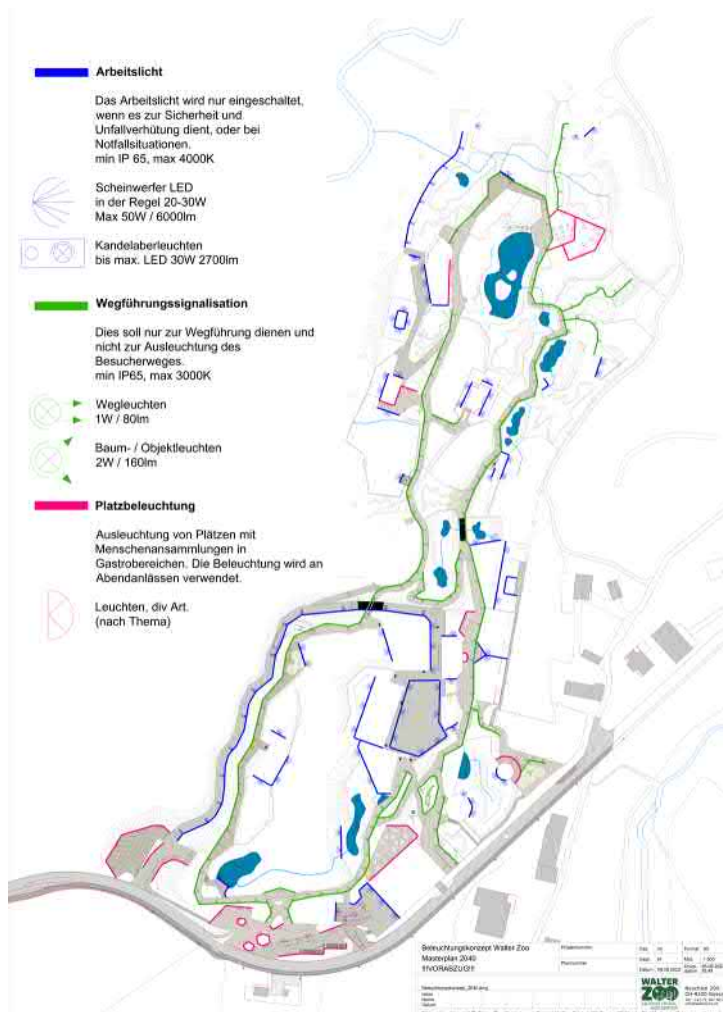 Arbeitslicht
Das Arbeitslicht wird nur eingeschaltet,
wenn es zur Sicherheit und
Unfallverhütung dient, oder bei
Notfallsituationen.
min IP 65, max 4000K
Scheinwerfer LED
in der Regel 20-30W
Max 50W / 6000lm
Kandelaberleuchten
bis max. LED 30W 2700lm
Wegführungssignalisation
Dies soll nur zur Wegführung dienen und
nicht zur Ausleuchtung des
Besucherweges.
min IP65, max 3000K
Wegleuchten
1W / 80lm
Baum- / Objektleuchten
2W / 160lm
Platzbeleuchtung
Ausleuchtung von Plätzen mit
Menschenansammlungen in
Gastrobereichen. Die Beleuchtung wird an
Abendanlässen verwendet.
Leuchten, div Art.
(nach Thema)
Beleuchtungskonzept Walter Zoo
Masterplan 2040
!!!VORABZUG!!!
WALTER
ZOO